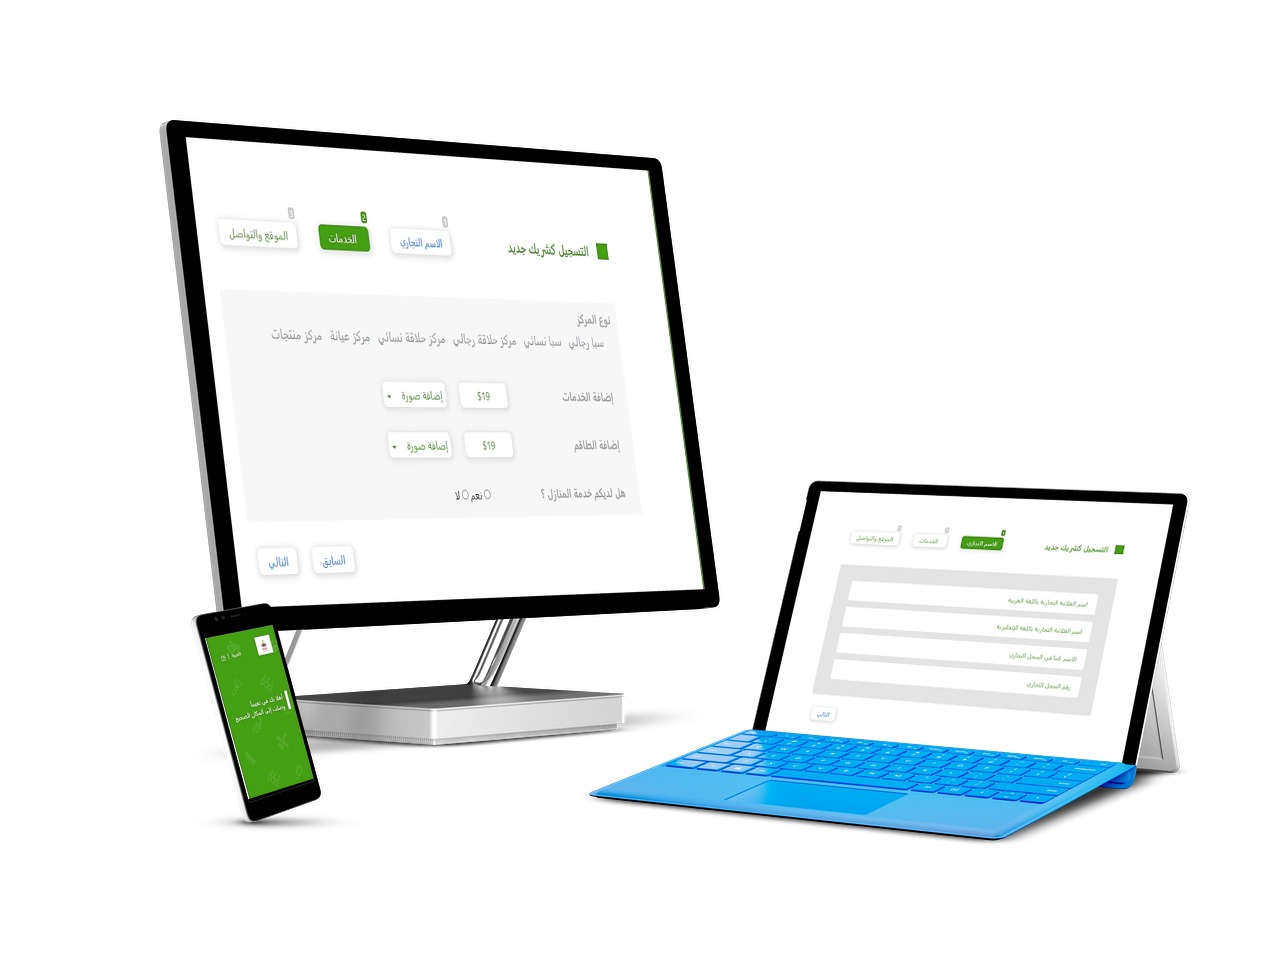 التسجيل كشريك جديد
1
الاسم التجاري
2
الخدمات
3
الموقع والتواصل
نوع المركز
سبا رجالي سبا نسائي مركز حلاقة رجالي مركز حلاقة نسائي مركز عيانة مركز منتجات
إضافة الخدمات
$19
إضافة صورة
إضافة الطاقم
$19
إضافة صورة
هل لديكم خدمة المنازل ؟
نعم لا
السابق
التالي
التسجيل كشريك جديد
الاسم التجاري
الخدمات
الموقع والتواصل
اسم العلامة التجارية باللغة العربيه
اسم العلامة التجارية باللغة الإنجليزية
الاسم كما في السجل التجاري
رقم السجل التجاري
التالي
أهلا بك في نعيماً
وصلت إلى المكان الصحيح